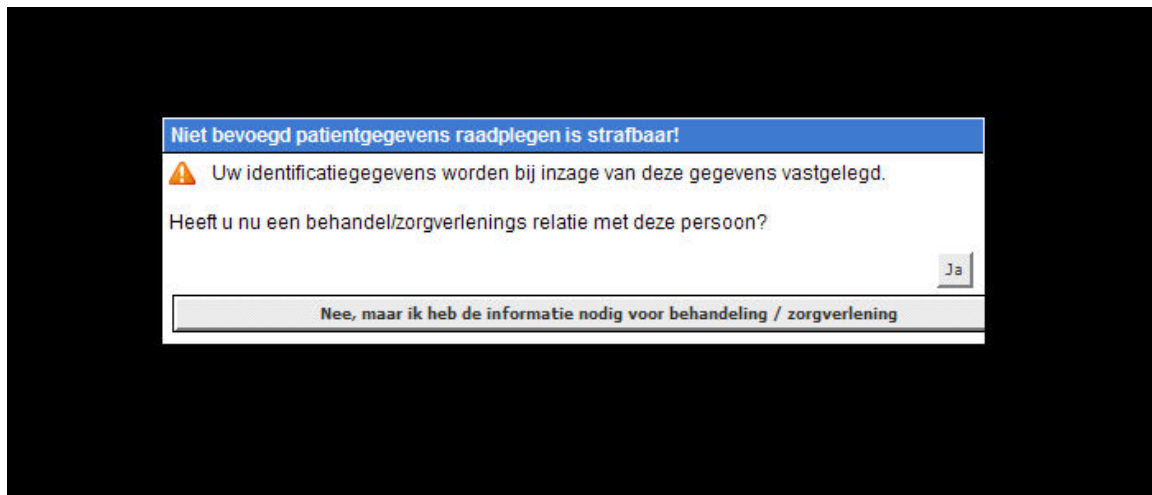 Niet bevoegd patientgegevens raadplegen is strafbaar!
Uw identificatiegegevens worden bij inzage van deze gegevens vastgelegd.
Heeft u nu een behandel/zorgverlenings relatie met deze persoon?
Ja
Nee, maar ik heb de informatie nodig voor behandeling / zorgverlening